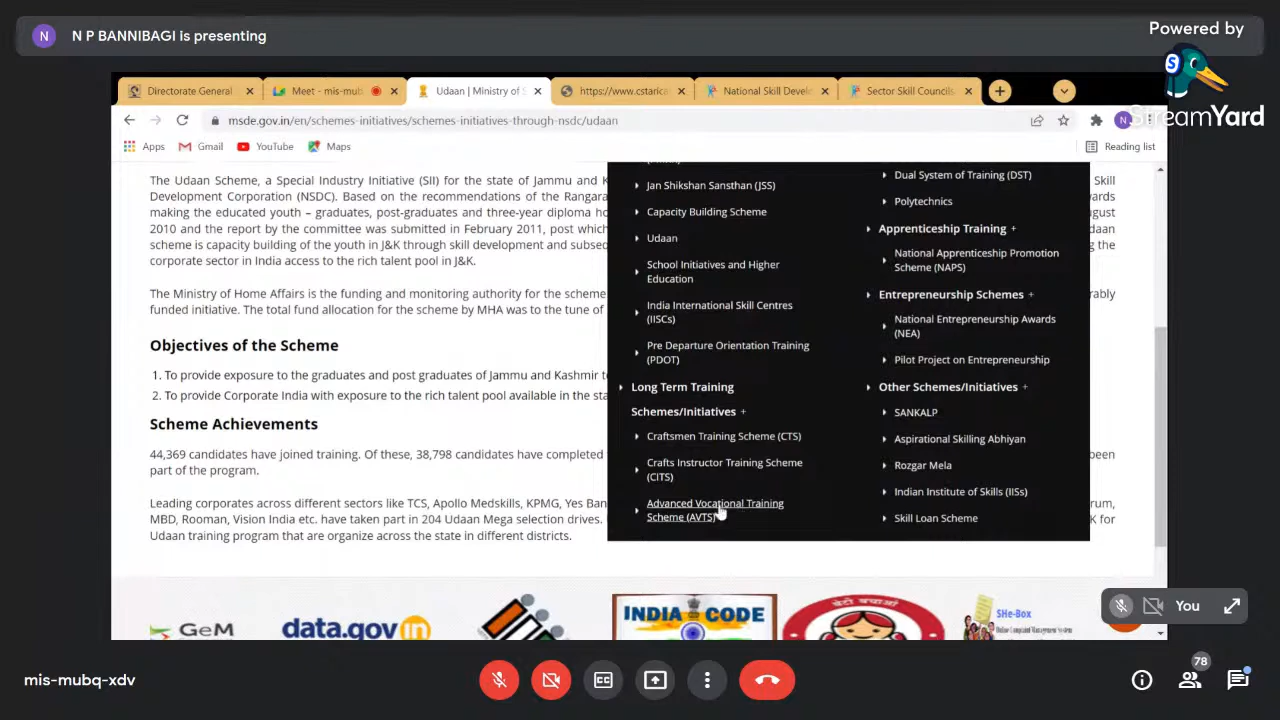 N
N P BANNIBAGI is presenting
Powered by
S
StreamYard
Directorate General
Meet - mis-mub
Udaan | Ministry of S
https://www.cstarica
National Skill Develo
Sector Skill Councils
msde.gov.in/en/schemes-initiatives/schemes-initiatives-through-nsdc/udaan
N
Apps
Gmail
YouTube
Maps
Reading list
The Udaan Scheme, a Special Industry Initiative (SII) for the state of Jammu and K
Skill
Development Corporation (NSDC). Based on the recommendations of the Rangara
wards
making the educated youth – graduates, post-graduates and three-year diploma ho
ugust
2010 and the report by the committee was submitted in February 2011, post whic
daan
scheme is capacity building of the youth in J&K through skill development and subseq
g the
corporate sector in India access to the rich talent pool in J&K.
The Ministry of Home Affairs is the funding and monitoring authority for the scheme
rably
funded initiative. The total fund allocation for the scheme by MHA was to the tune of
Objectives of the Scheme
1. To provide exposure to the graduates and post graduates of Jammu and Kashmir t
2. To provide Corporate India with exposure to the rich talent pool available in the sta
Scheme Achievements
44,369 candidates have joined training. Of these, 38,798 candidates have completed
been
part of the program.
Leading corporates across different sectors like TCS, Apollo Medskills, KPMG, Yes Ban
rum,
MBD, Rooman, Vision India etc. have taken part in 204 Udaan Mega selection drives.
K for
Udaan training program that are organize across the state in different districts.
Jan Shikshan Sansthan (JSS)
Capacity Building Scheme
Udaan
School Initiatives and Higher
Education
India International Skill Centres
(IISCs)
Pre Departure Orientation Training
(PDOT)
Long Term Training
Schemes/Initiatives +
Craftsmen Training Scheme (CTS)
Crafts Instructor Training Scheme
(CITS)
Advanced Vocational Training
Scheme (AVTS)
Dual System of Training (DST)
Polytechnics
Apprenticeship Training +
National Apprenticeship Promotion
Scheme (NAPS)
Entrepreneurship Schemes +
National Entrepreneurship Awards
(NEA)
Pilot Project on Entrepreneurship
Other Schemes/Initiatives +
SANKALP
Aspirational Skilling Abhiyan
Rozgar Mela
Indian Institute of Skills (IISs)
Skill Loan Scheme
GeM
data.gov in
INDIA CODE
बेटी बचाओ
SHe-Box
You
mis-mubq-xdv
CC
78